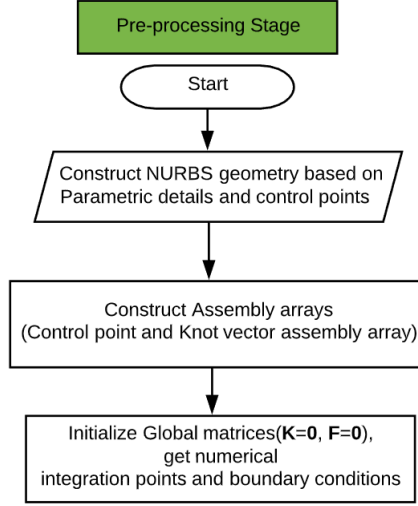 Pre-processing Stage
Start
Construct NURBS geometry based on
Parametric details and control points
Construct Assembly arrays
(Control point and Knot vector assembly array)
Initialize Global matrices(K=0, F=0),
get numerical
integration points and boundary conditions